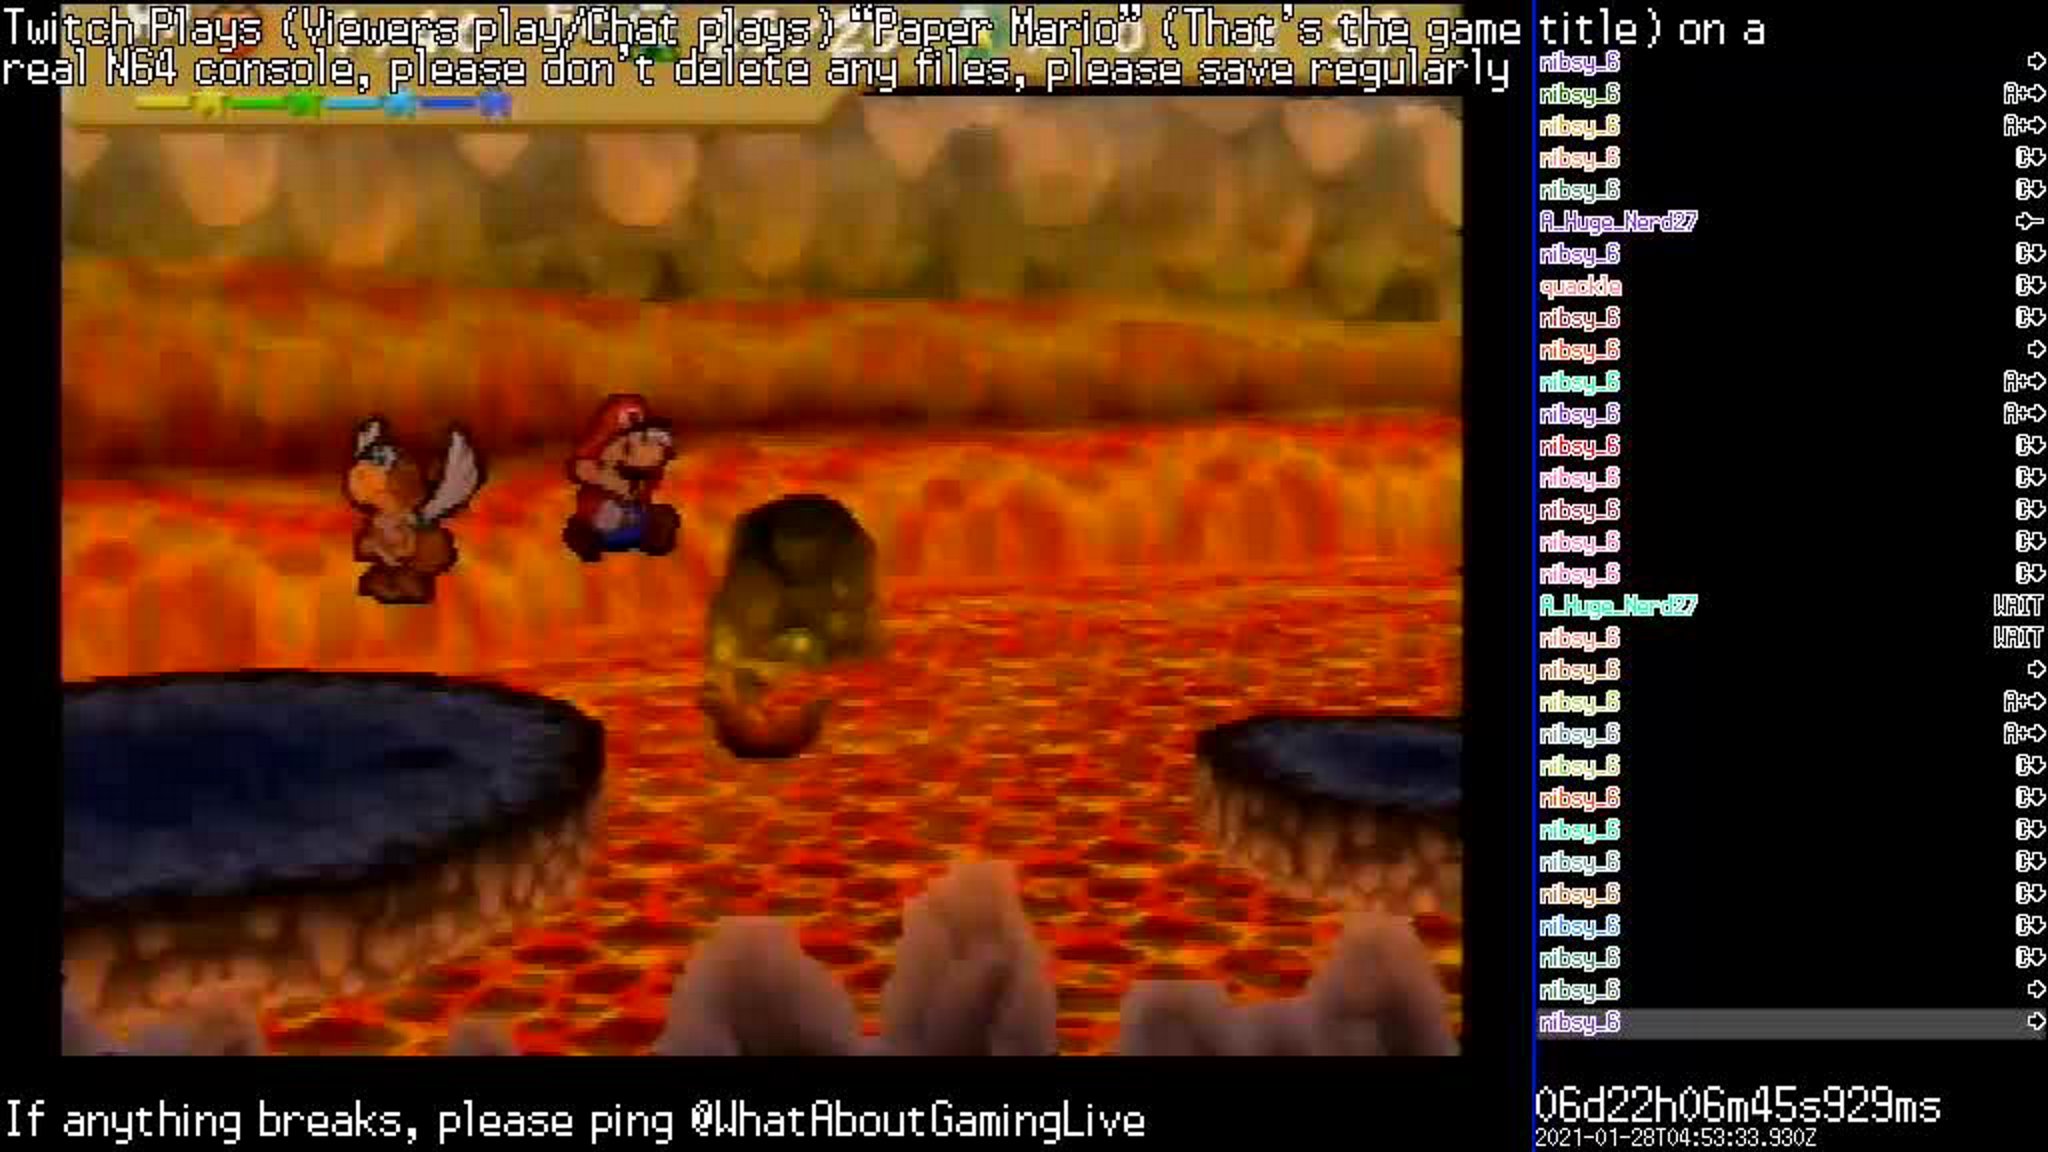 Twitch Plays (Viewers play/Chat plays) “Paper Mario” (That's the game title) on a
real N64 console, please don't delete any files, please save regularly
nibsy_6 →
nibsy_6 A+→
nibsy_6 A+→
nibsy_6 C↓
nibsy_6 C↓
A_Huge_Nerd27 →
nibsy_6 C↓
quackle C↓
nibsy_6 C↓
nibsy_6 →
nibsy_6 A+→
nibsy_6 A+→
nibsy_6 C↓
nibsy_6 C↓
nibsy_6 C↓
nibsy_6 C↓
nibsy_6 C↓
A_Huge_Nerd27 WAIT
nibsy_6 WAIT
nibsy_6 →
nibsy_6 A+→
nibsy_6 A+→
nibsy_6 C↓
nibsy_6 C↓
nibsy_6 C↓
nibsy_6 C↓
nibsy_6 C↓
nibsy_6 C↓
nibsy_6 C↓
nibsy_6 →
nibsy_6 →
If anything breaks, please ping @WhatAboutGamingLive
06d22h06m45s929ms
2021-01-28T04:53:33.930Z